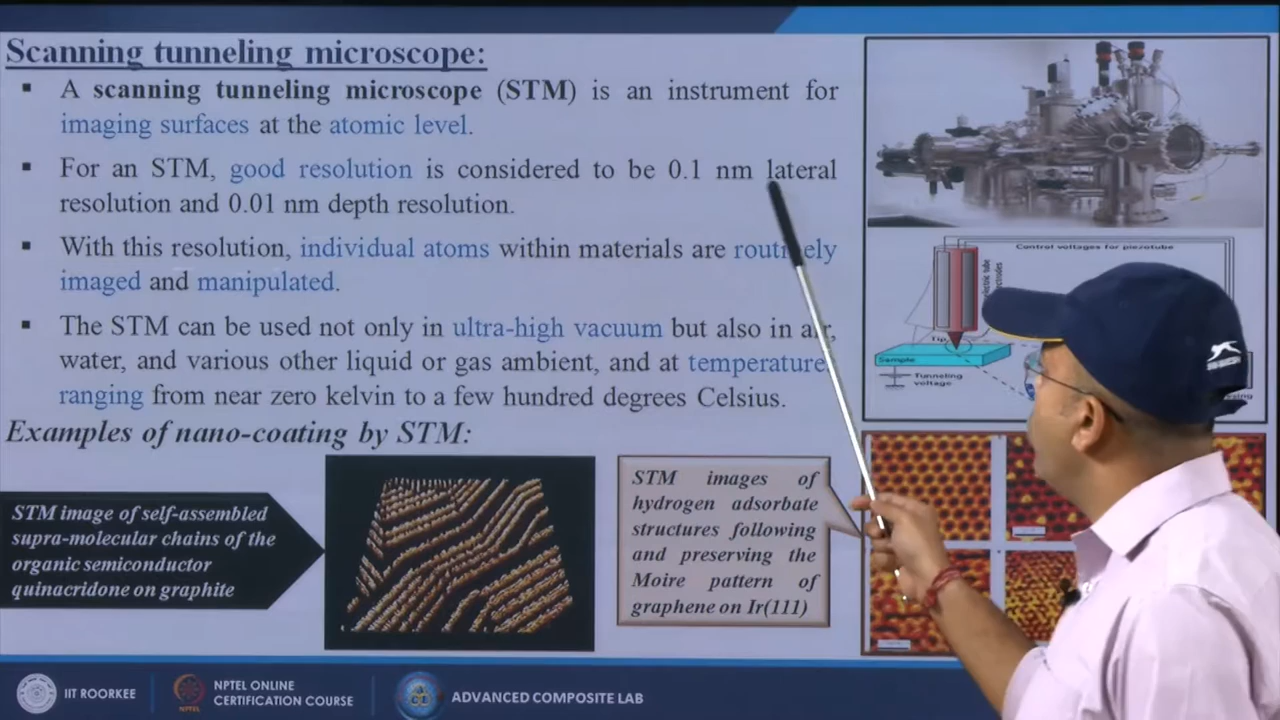 Scanning tunneling microscope:
▪ A scanning tunneling microscope (STM) is an instrument for
imaging surfaces at the atomic level.
▪ For an STM, good resolution is considered to be 0.1 nm lateral
resolution and 0.01 nm depth resolution.
▪ With this resolution, individual atoms within materials are routinely
imaged and manipulated.
▪ The STM can be used not only in ultra-high vacuum but also in air,
water, and various other liquid or gas ambient, and at temperature
ranging from near zero kelvin to a few hundred degrees Celsius.
Examples of nano-coating by STM:
STM image of self-assembled
supra-molecular chains of the
organic semiconductor
quinacridone on graphite
STM images of
hydrogen adsorbate
structures following
and preserving the
Moire pattern of
graphene on Ir(111)
Control voltages for piezotube
Tip
Sample
Tunneling
voltage
IIT ROORKEE
NPTEL ONLINE
CERTIFICATION COURSE
ADVANCED COMPOSITE LAB
NPTEL